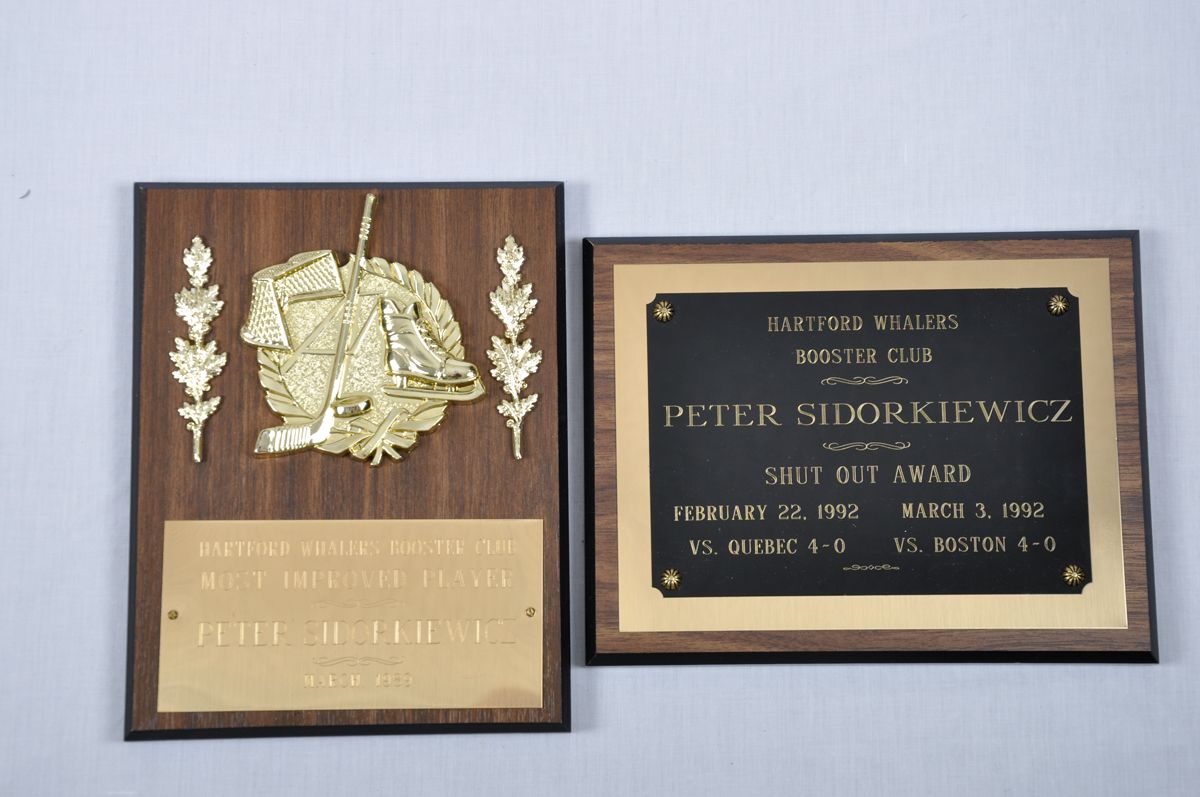 HARTFORD WHALERS BOOSTER CLUB
MOST IMPROVED PLAYER
PETER SIDORKIEWICZ
MARCH 1989
HARTFORD WHALERS
BOOSTER CLUB
PETER SIDORKIEWICZ
SHUT OUT AWARD
FEBRUARY 22, 1992 MARCH 3, 1992
VS. QUEBEC 4-0 VS. BOSTON 4-0